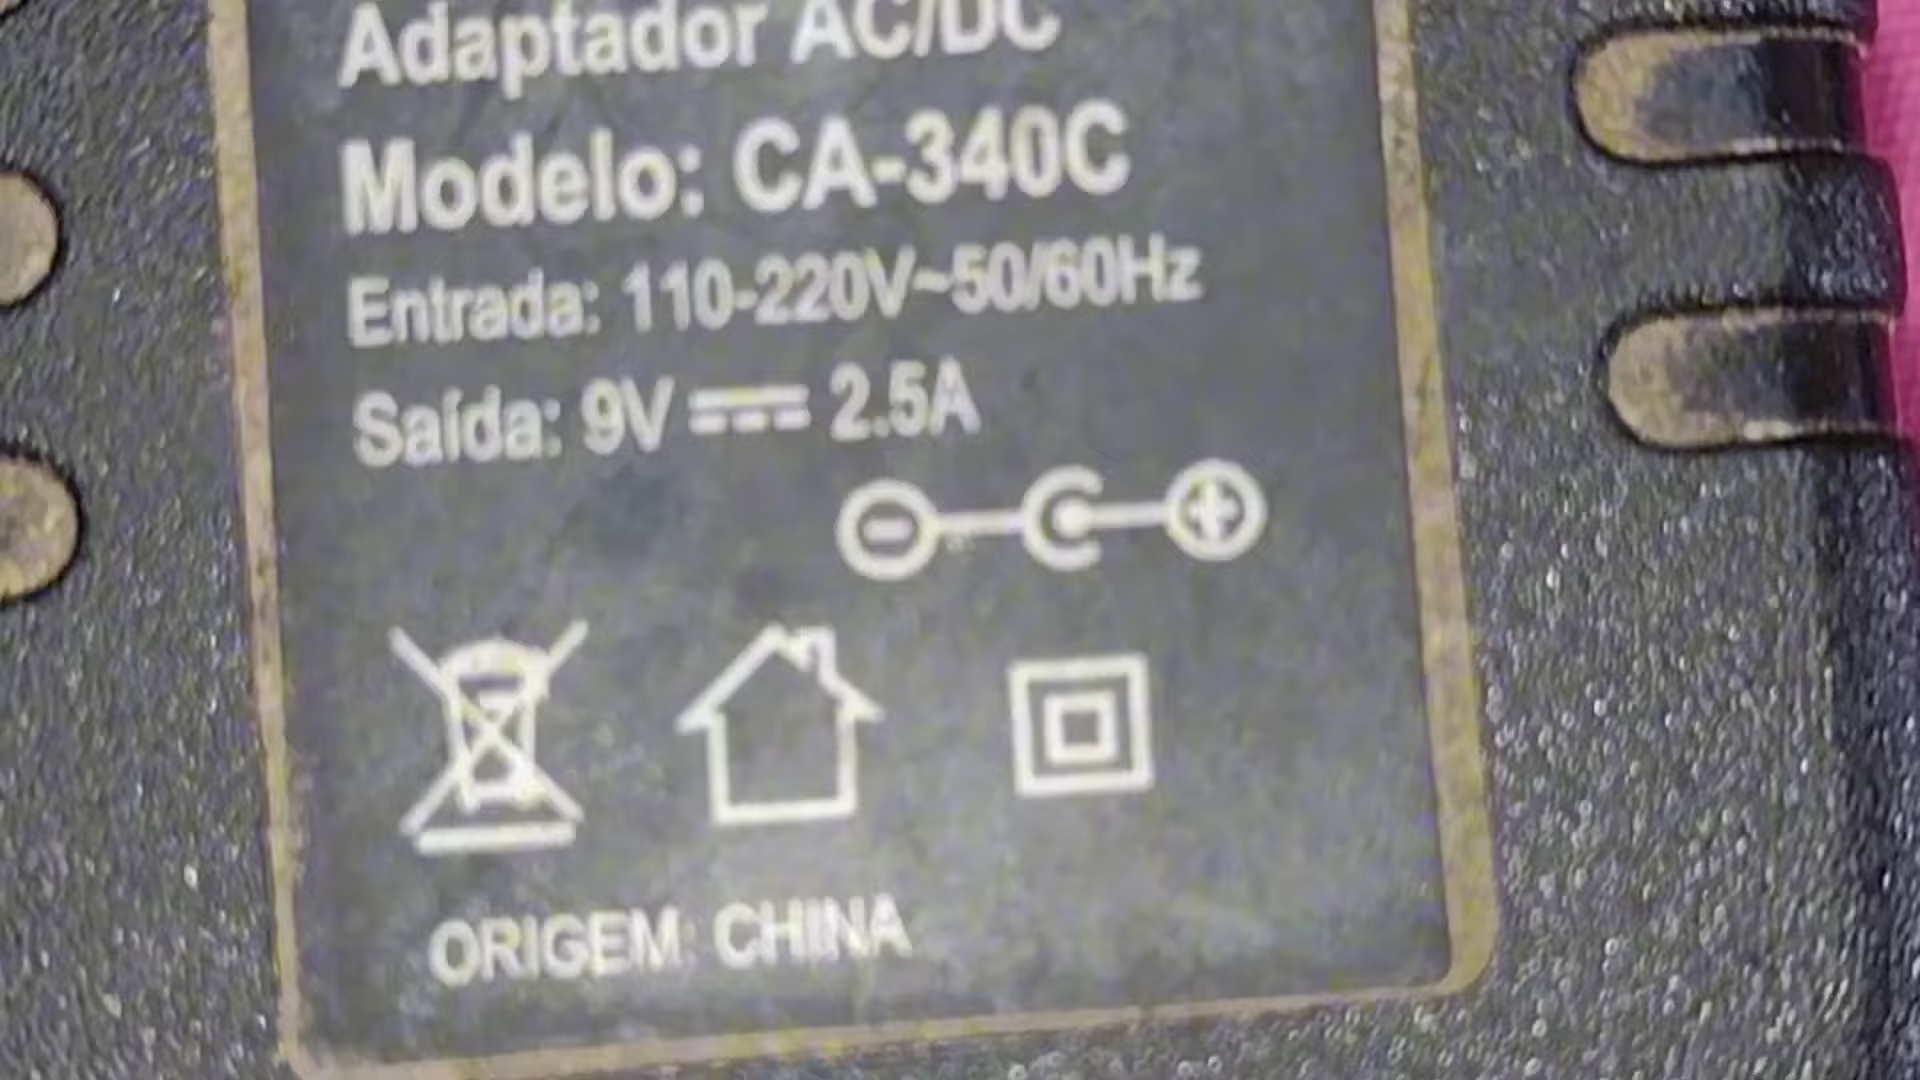 Adaptador AC/DC
Modelo: CA-340C
Entrada: 110-220V~50/60Hz
Saída: 9V ⎓ 2.5A
ORIGEM: CHINA